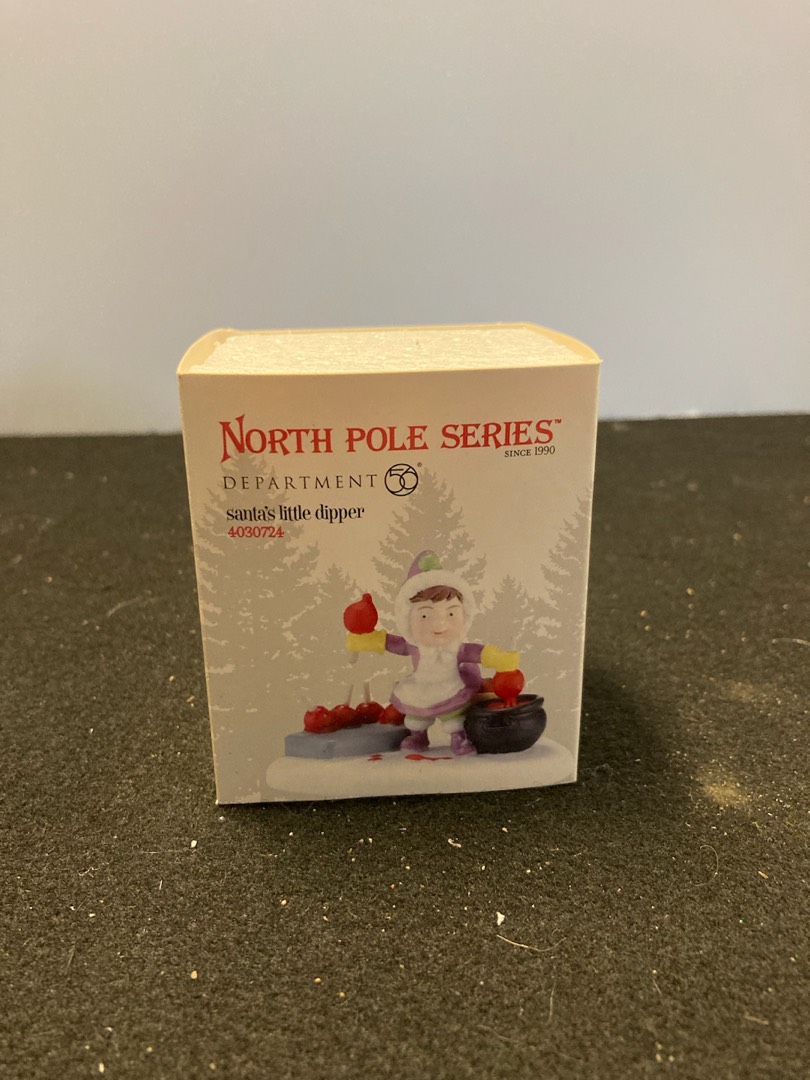 NORTH POLE SERIES™
SINCE 1990
DEPARTMENT 56®
santa's little dipper
4030724